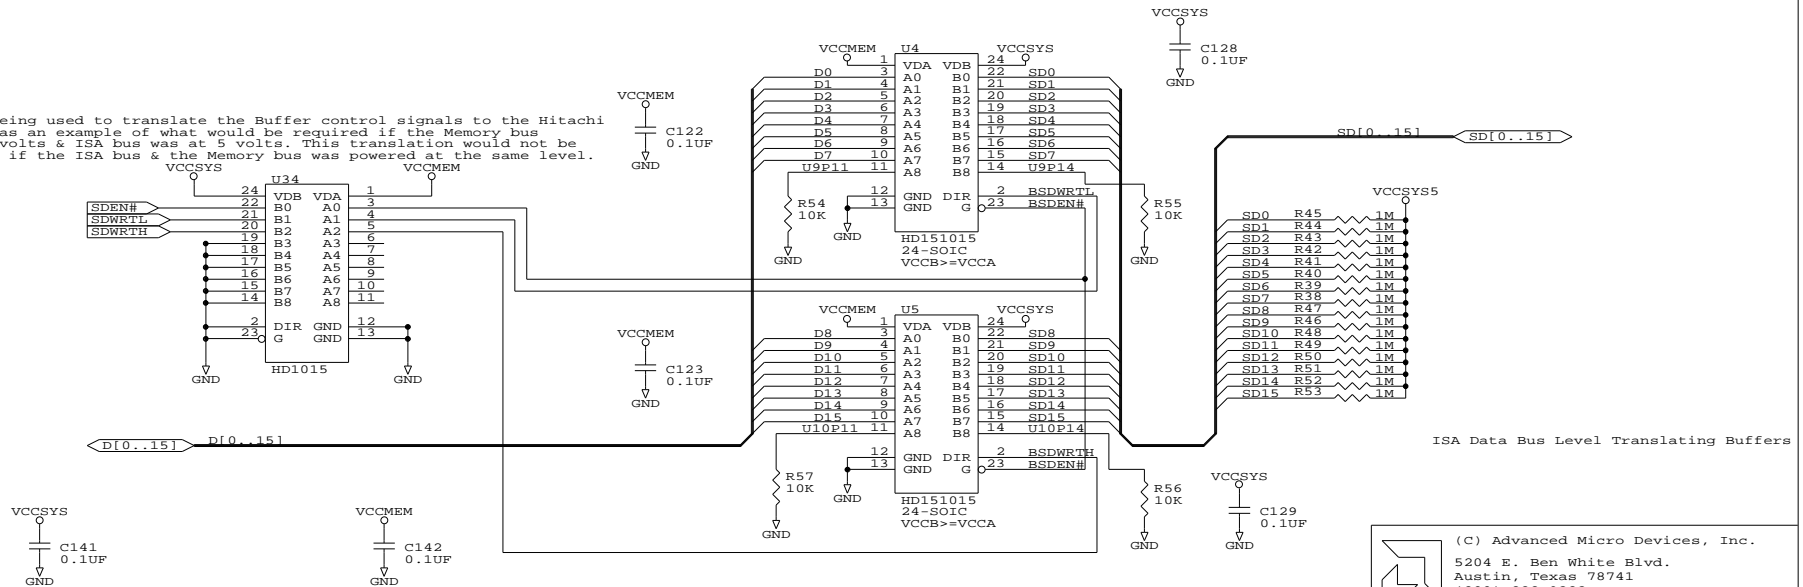 eing used to translate the Buffer control signals to the Hitachi
as an example of what would be required if the Memory bus
volts & ISA bus was at 5 volts. This translation would not be
if the ISA bus & the Memory bus was powered at the same level.
VCCSYS
VCCMEM
U34
24 VDB VDA 1
SDEN# 22 B0 A0 3
SDWRTL 21 B1 A1 4
SDWRTH 20 B2 A2 5
19 B3 A3 6
18 B4 A4 7
17 B5 A5 8
16 B6 A6 9
15 B7 A7 10
14 B8 A8 11
2 DIR GND 12
23 G GND 13
GND
GND
HD1015
VCCMEM
C122
0.1UF
GND
VCCMEM
C123
0.1UF
GND
VCCMEM
U4
VCCSYS
1 VDA VDB 24
D0 3 A0 B0 22 SD0
D1 4 A1 B1 21 SD1
D2 5 A2 B2 20 SD2
D3 6 A3 B3 19 SD3
D4 7 A4 B4 18 SD4
D5 8 A5 B5 17 SD5
D6 9 A6 B6 16 SD6
D7 10 A7 B7 15 SD7
U9P11 11 A8 B8 14 U9P14
12 GND DIR 2 BSDWRTL
13 GND G 23 BSDEN#
R54
10K
GND
GND
R55
10K
GND
HD151015
24-SOIC
VCCB>=VCCA
VCCMEM
U5
VCCSYS
1 VDA VDB 24
D8 3 A0 B0 22 SD8
D9 4 A1 B1 21 SD9
D10 5 A2 B2 20 SD10
D11 6 A3 B3 19 SD11
D12 7 A4 B4 18 SD12
D13 8 A5 B5 17 SD13
D14 9 A6 B6 16 SD14
D15 10 A7 B7 15 SD15
U10P11 11 A8 B8 14 U10P14
12 GND DIR 2 BSDWRTH
13 GND G 23 BSDEN#
R57
10K
GND
GND
R56
10K
GND
HD151015
24-SOIC
VCCB>=VCCA
D[0..15] D[0..15]
VCCSYS
C128
0.1UF
GND
SD[0..15] SD[0..15]
VCCSYS5
SD0 R45 1M
SD1 R44 1M
SD2 R43 1M
SD3 R42 1M
SD4 R41 1M
SD5 R40 1M
SD6 R39 1M
SD7 R38 1M
SD8 R47 1M
SD9 R46 1M
SD10 R48 1M
SD11 R49 1M
SD12 R50 1M
SD13 R51 1M
SD14 R52 1M
SD15 R53 1M
ISA Data Bus Level Translating Buffers
VCCSYS
C129
0.1UF
GND
VCCSYS
C141
0.1UF
GND
VCCMEM
C142
0.1UF
GND
(C) Advanced Micro Devices, Inc.
5204 E. Ben White Blvd.
Austin, Texas 78741